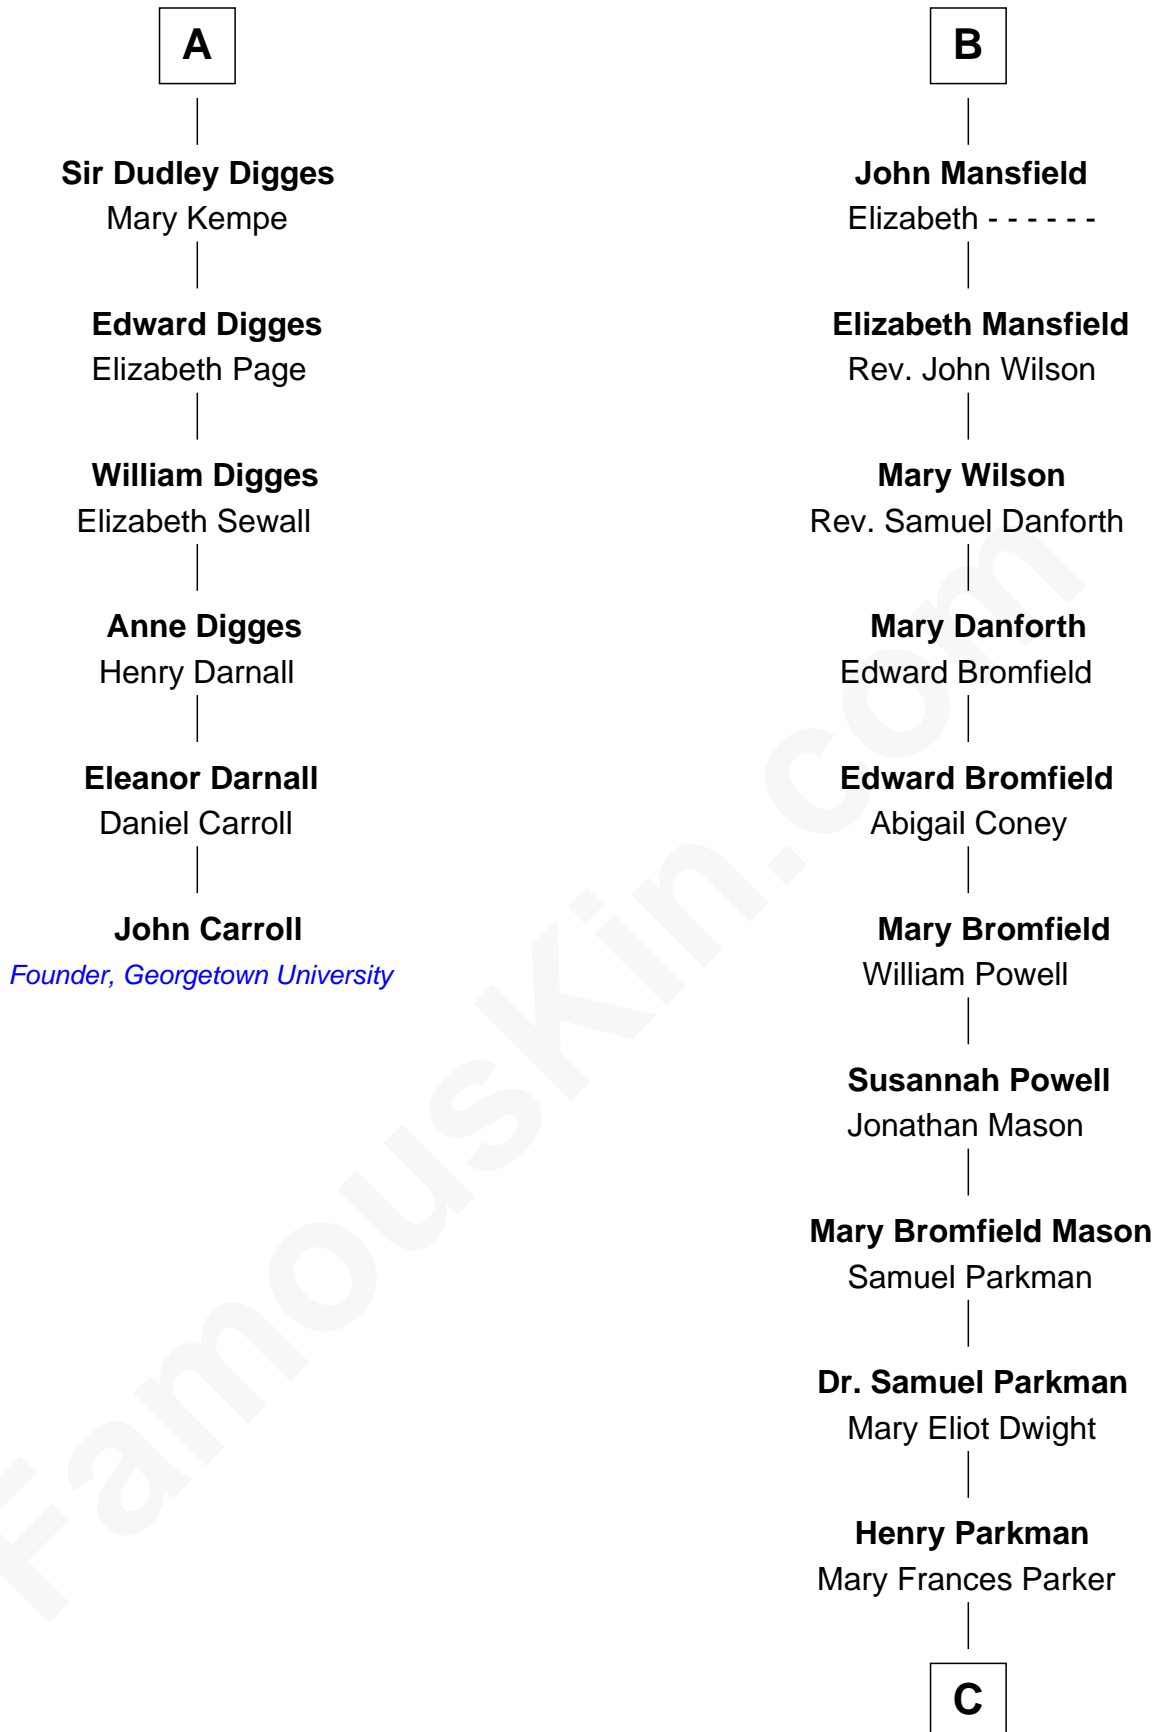 A
Sir Dudley Digges
Mary Kempe
Edward Digges
Elizabeth Page
William Digges
Elizabeth Sewall
Anne Digges
Henry Darnall
Eleanor Darnall
Daniel Carroll
John Carroll
Founder, Georgetown University
B
John Mansfield
Elizabeth - - - - - -
Elizabeth Mansfield
Rev. John Wilson
Mary Wilson
Rev. Samuel Danforth
Mary Danforth
Edward Bromfield
Edward Bromfield
Abigail Coney
Mary Bromfield
William Powell
Susannah Powell
Jonathan Mason
Mary Bromfield Mason
Samuel Parkman
Dr. Samuel Parkman
Mary Eliot Dwight
Henry Parkman
Mary Frances Parker
C
FamousKin.com